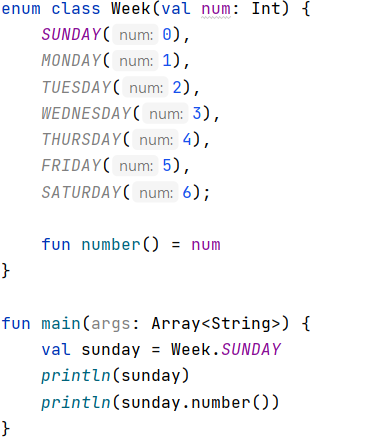 enum class Week(val num: Int) {
    SUNDAY( num: 0),
    MONDAY( num: 1),
    TUESDAY( num: 2),
    WEDNESDAY( num: 3),
    THURSDAY( num: 4),
    FRIDAY( num: 5),
    SATURDAY( num: 6);
    fun number() = num
}
fun main(args: Array<String>) {
    val sunday = Week.SUNDAY
    println(sunday)
    println(sunday.number())
}